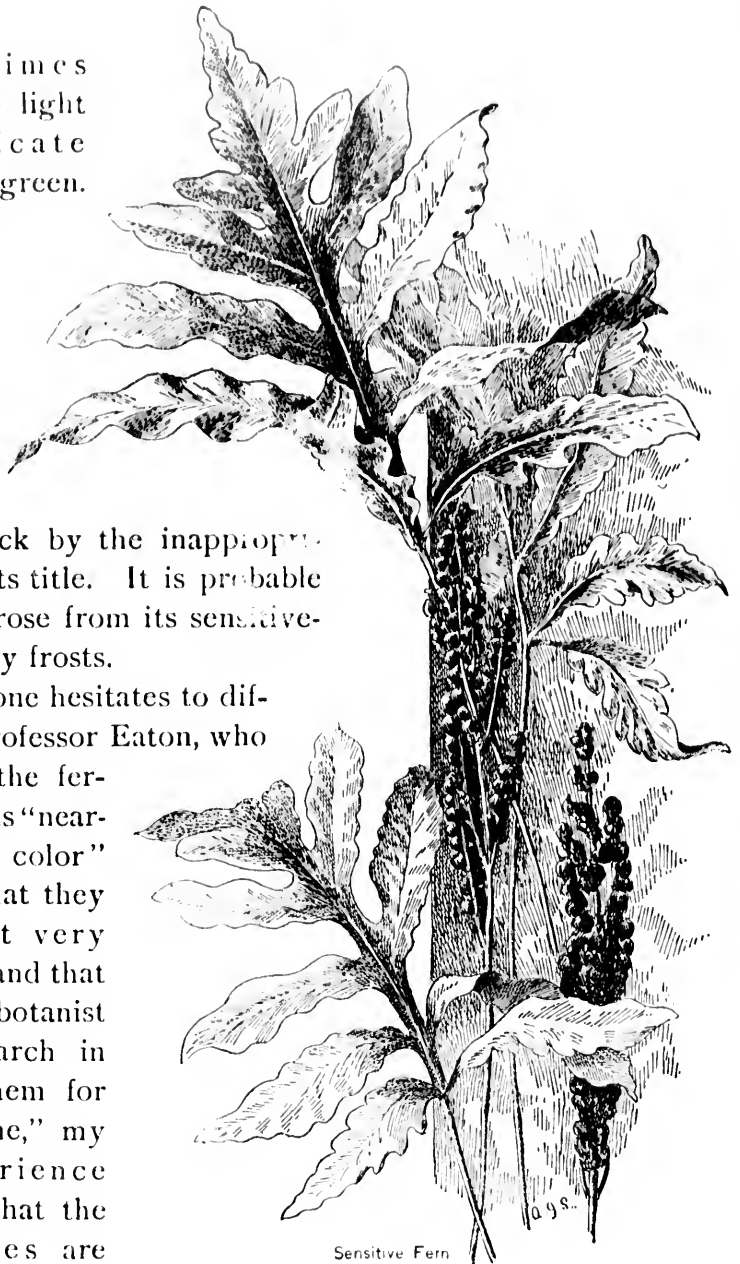 imes
light
icate
green.
ck by the inappropri-
ts title. It is probable
rose from its sensitive-
y frosts.
one hesitates to dif-
rofessor Eaton, who
the fer-
s "near-
color"
at they
t very
and that
botanist
arch in
hem for
ne," my
rience
hat the
es are
a g s.
Sensitive Fern